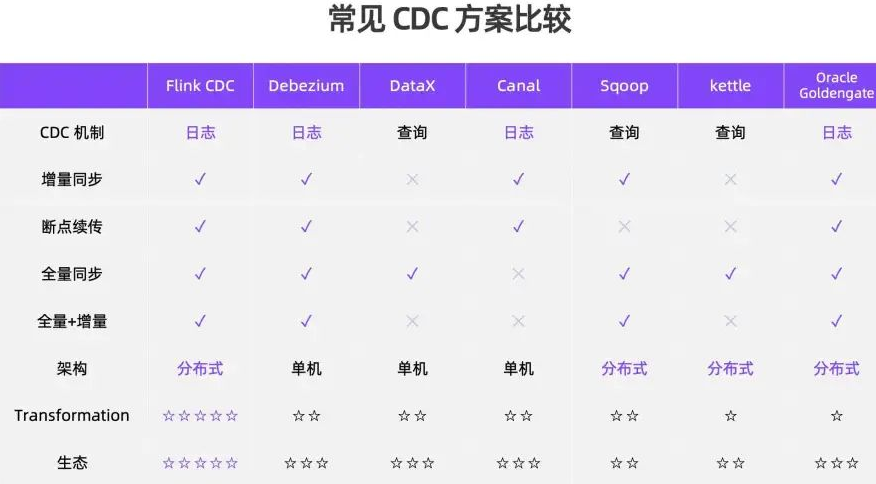 常见 CDC 方案比较
Flink CDC Debezium DataX Canal Sqoop kettle Oracle Goldengate
CDC 机制 日志 日志 查询 日志 查询 查询 日志
增量同步 ✓ ✓ × ✓ ✓ × ✓
断点续传 ✓ ✓ × ✓ × × ✓
全量同步 ✓ ✓ ✓ × ✓ ✓ ✓
全量+增量 ✓ ✓ × × ✓ × ✓
架构 分布式 单机 单机 单机 分布式 分布式 分布式
Transformation ☆☆☆☆☆ ☆☆ ☆☆ ☆☆ ☆☆ ☆ ☆
生态 ☆☆☆☆☆ ☆☆☆ ☆☆☆ ☆☆☆ ☆☆ ☆☆ ☆☆☆